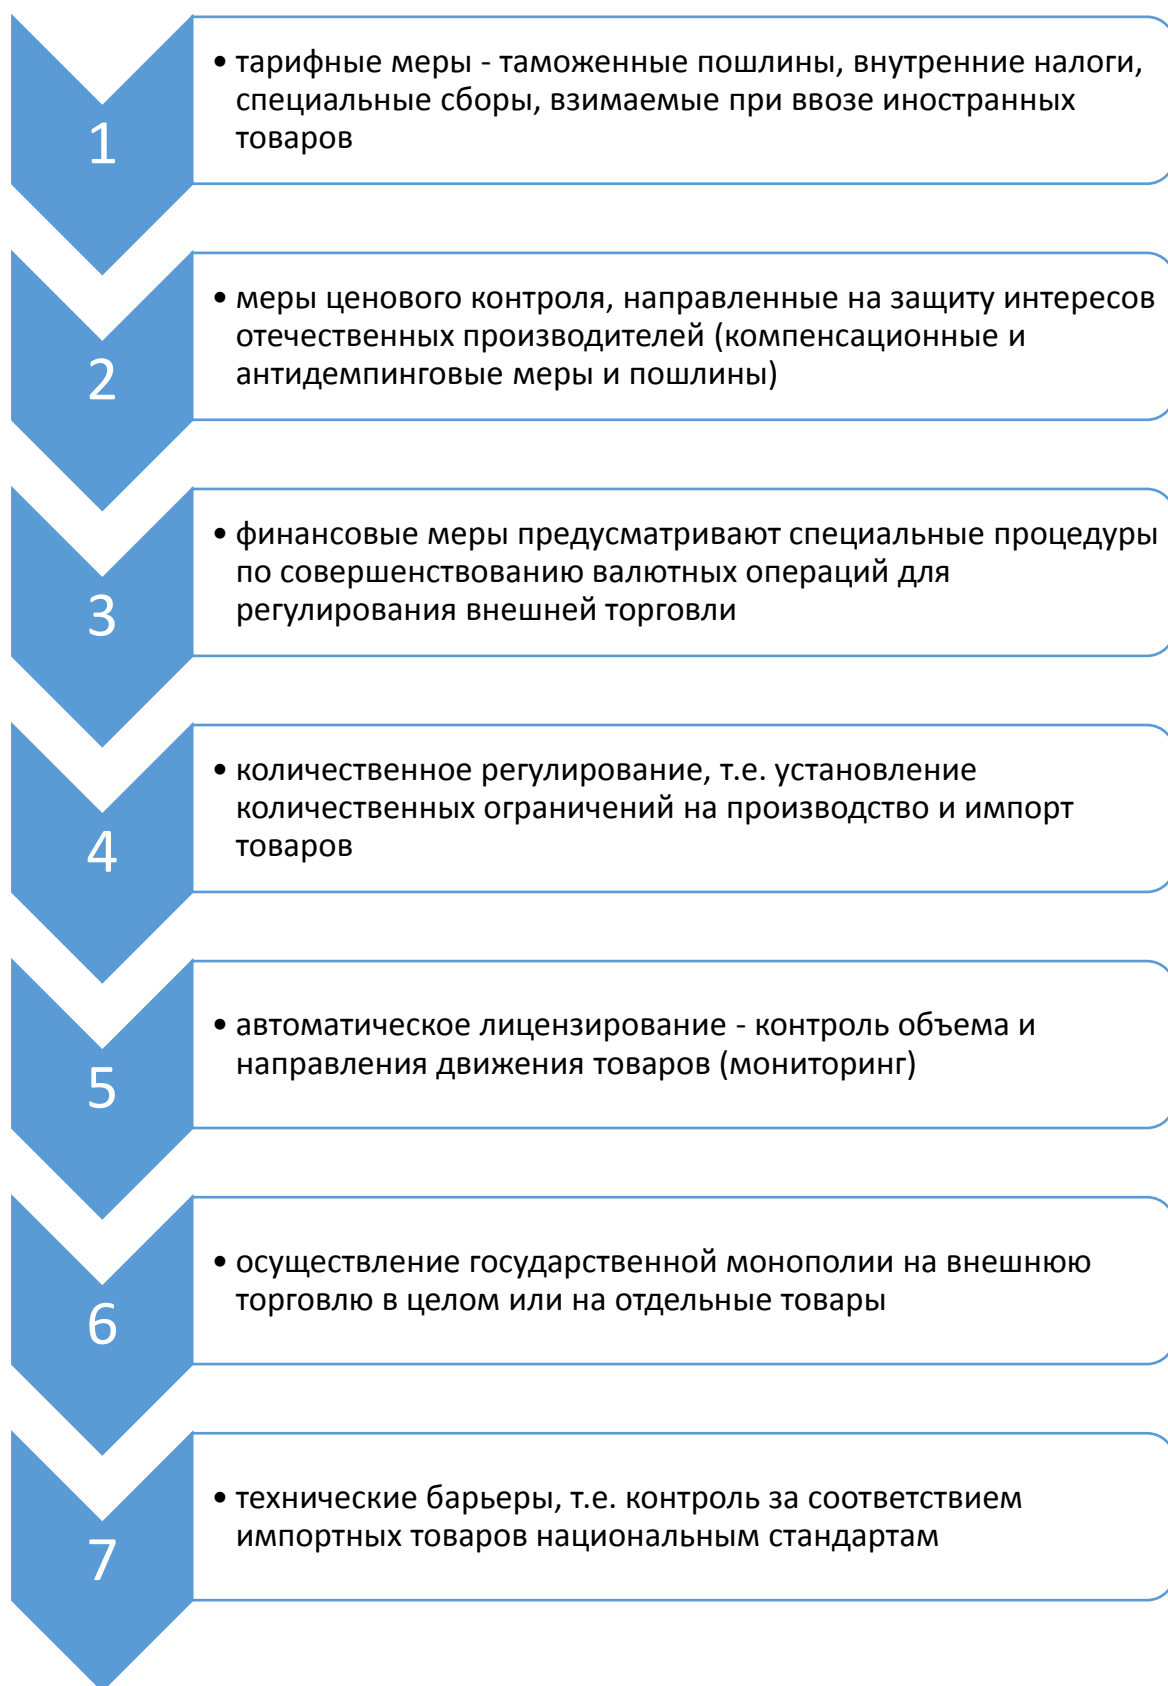 1
• тарифные меры - таможенные пошлины, внутренние налоги,
специальные сборы, взимаемые при ввозе иностранных
товаров
2
• меры ценового контроля, направленные на защиту интересов
отечественных производителей (компенсационные и
антидемпинговые меры и пошлины)
3
• финансовые меры предусматривают специальные процедуры
по совершенствованию валютных операций для
регулирования внешней торговли
4
• количественное регулирование, т.е. установление
количественных ограничений на производство и импорт
товаров
5
• автоматическое лицензирование - контроль объема и
направления движения товаров (мониторинг)
6
• осуществление государственной монополии на внешнюю
торговлю в целом или на отдельные товары
7
• технические барьеры, т.е. контроль за соответствием
импортных товаров национальным стандартам